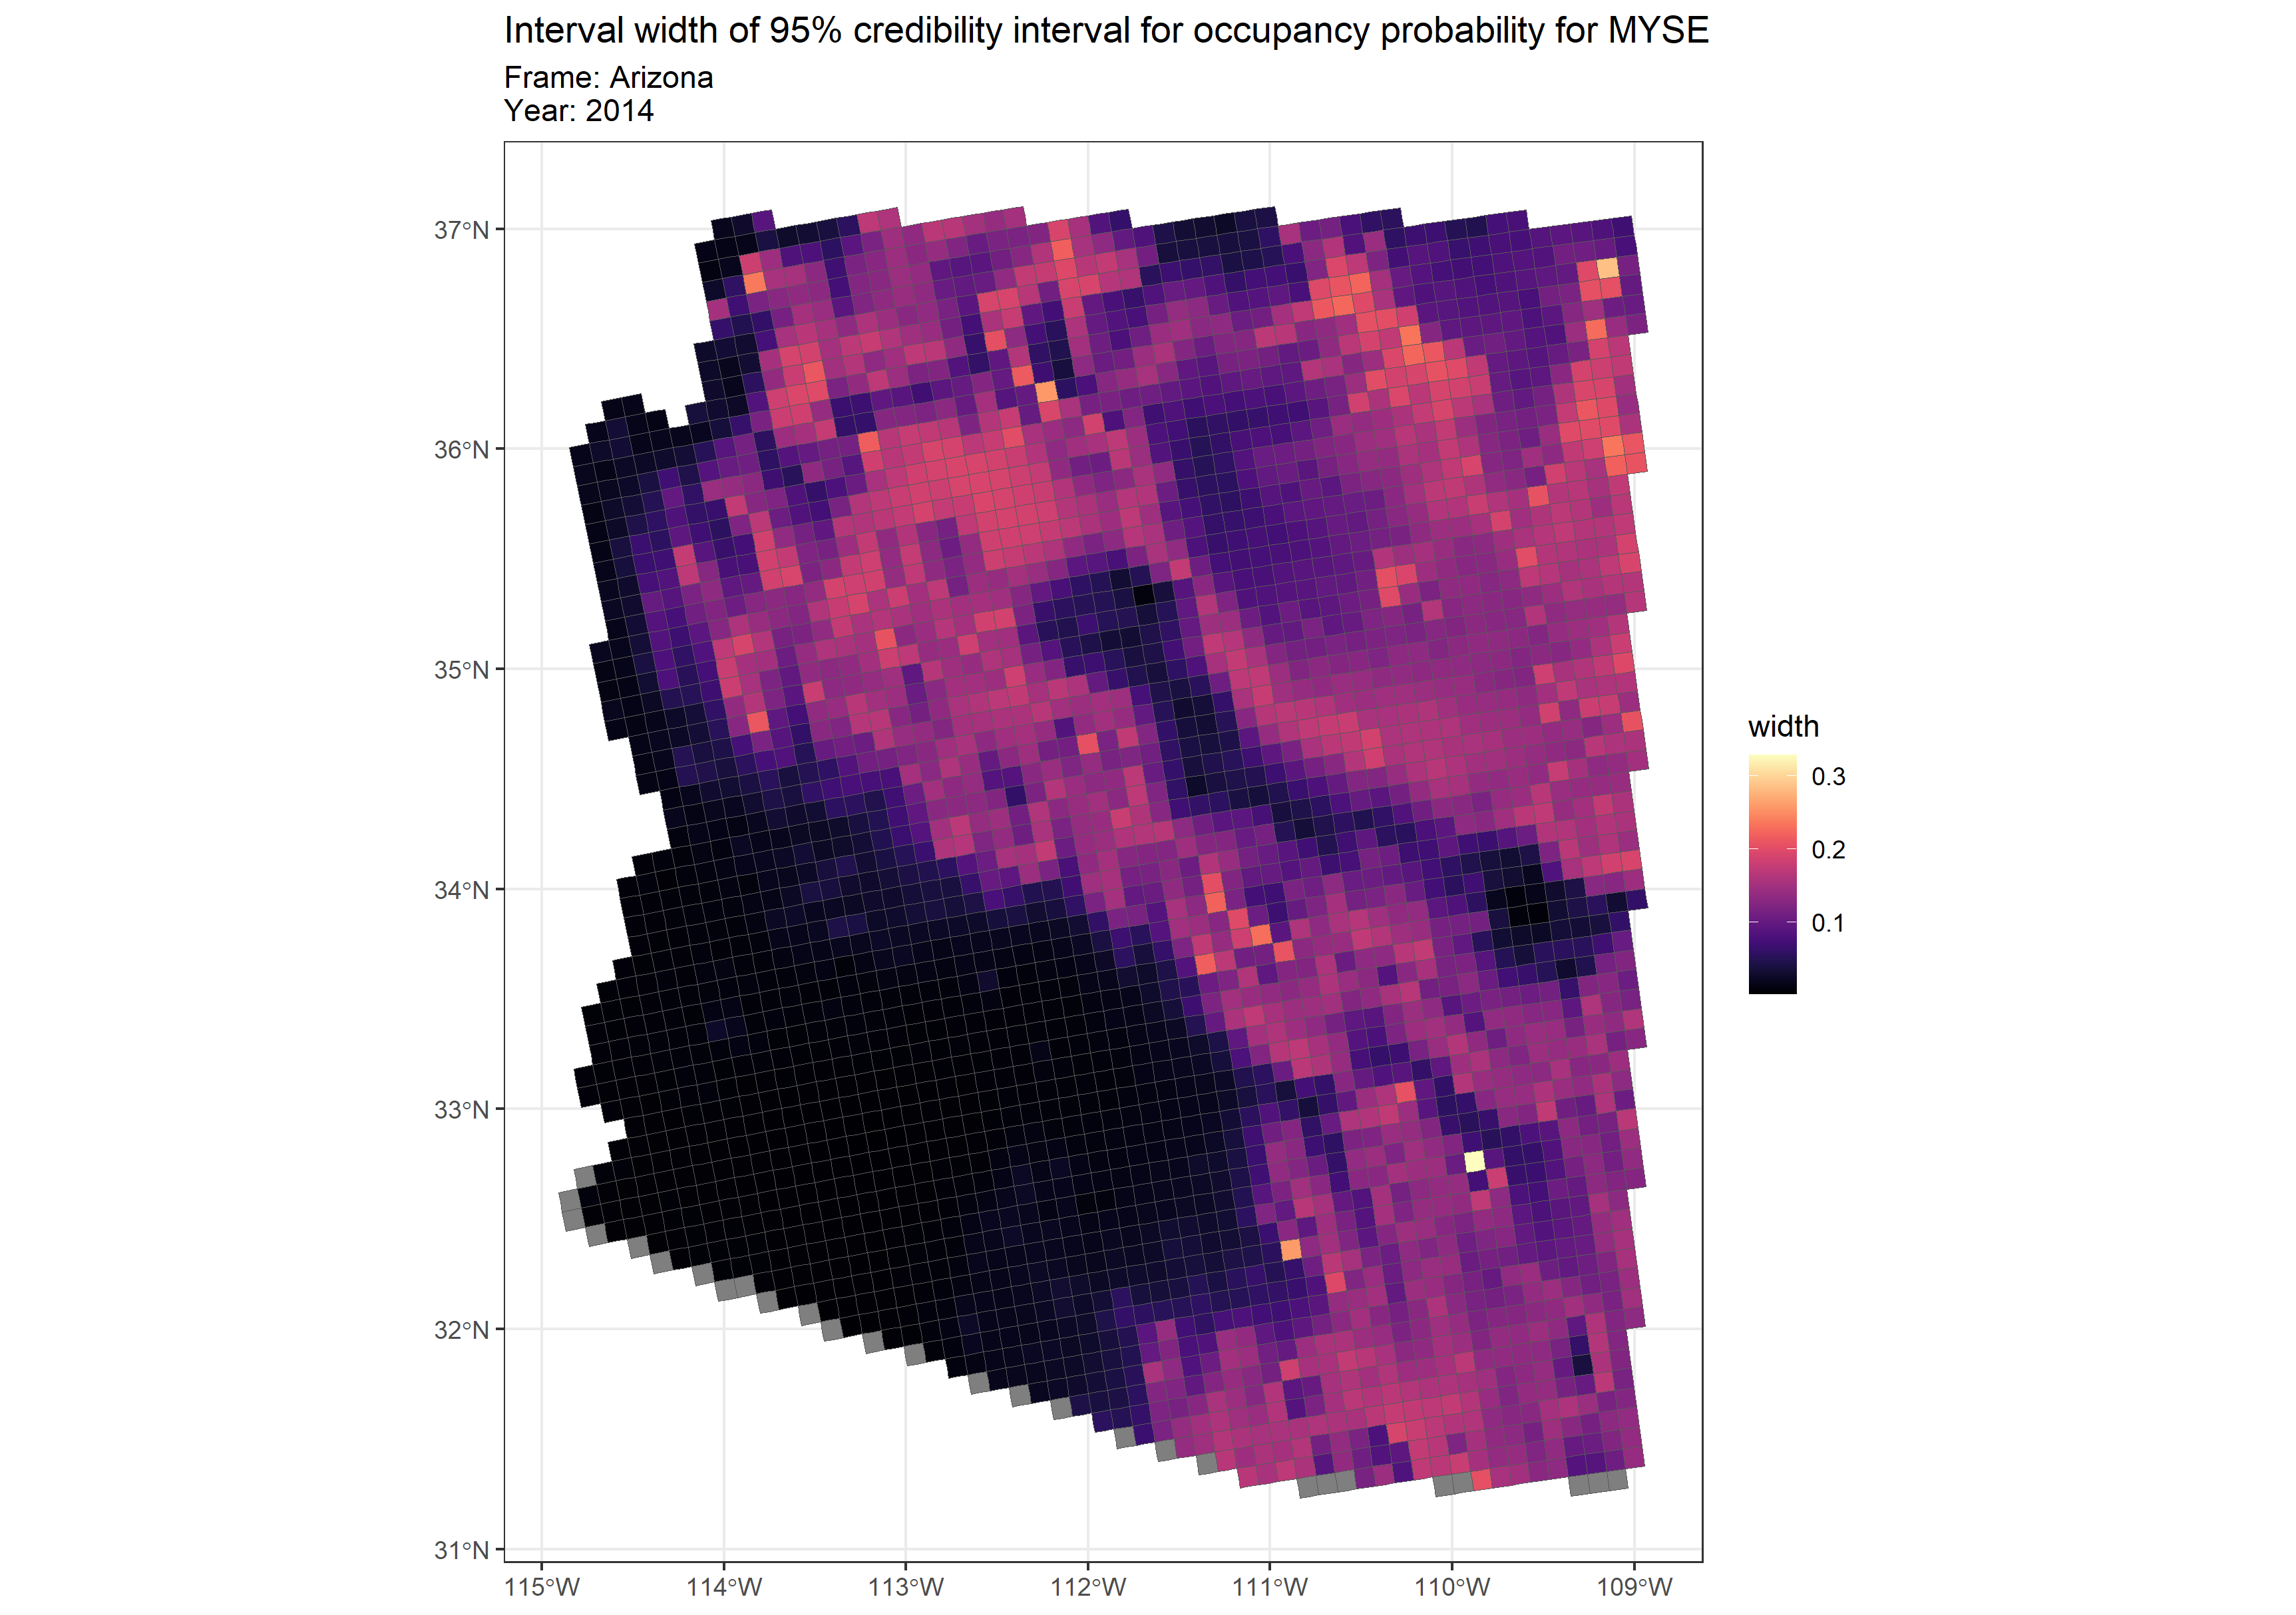 Interval width of 95% credibility interval for occupancy probability for MYSE
Frame: Arizona
Year: 2014
37°N
36°N
35°N
34°N
33°N
32°N
31°N
115°W 114°W 113°W 112°W 111°W 110°W 109°W
width
0.3
0.2
0.1